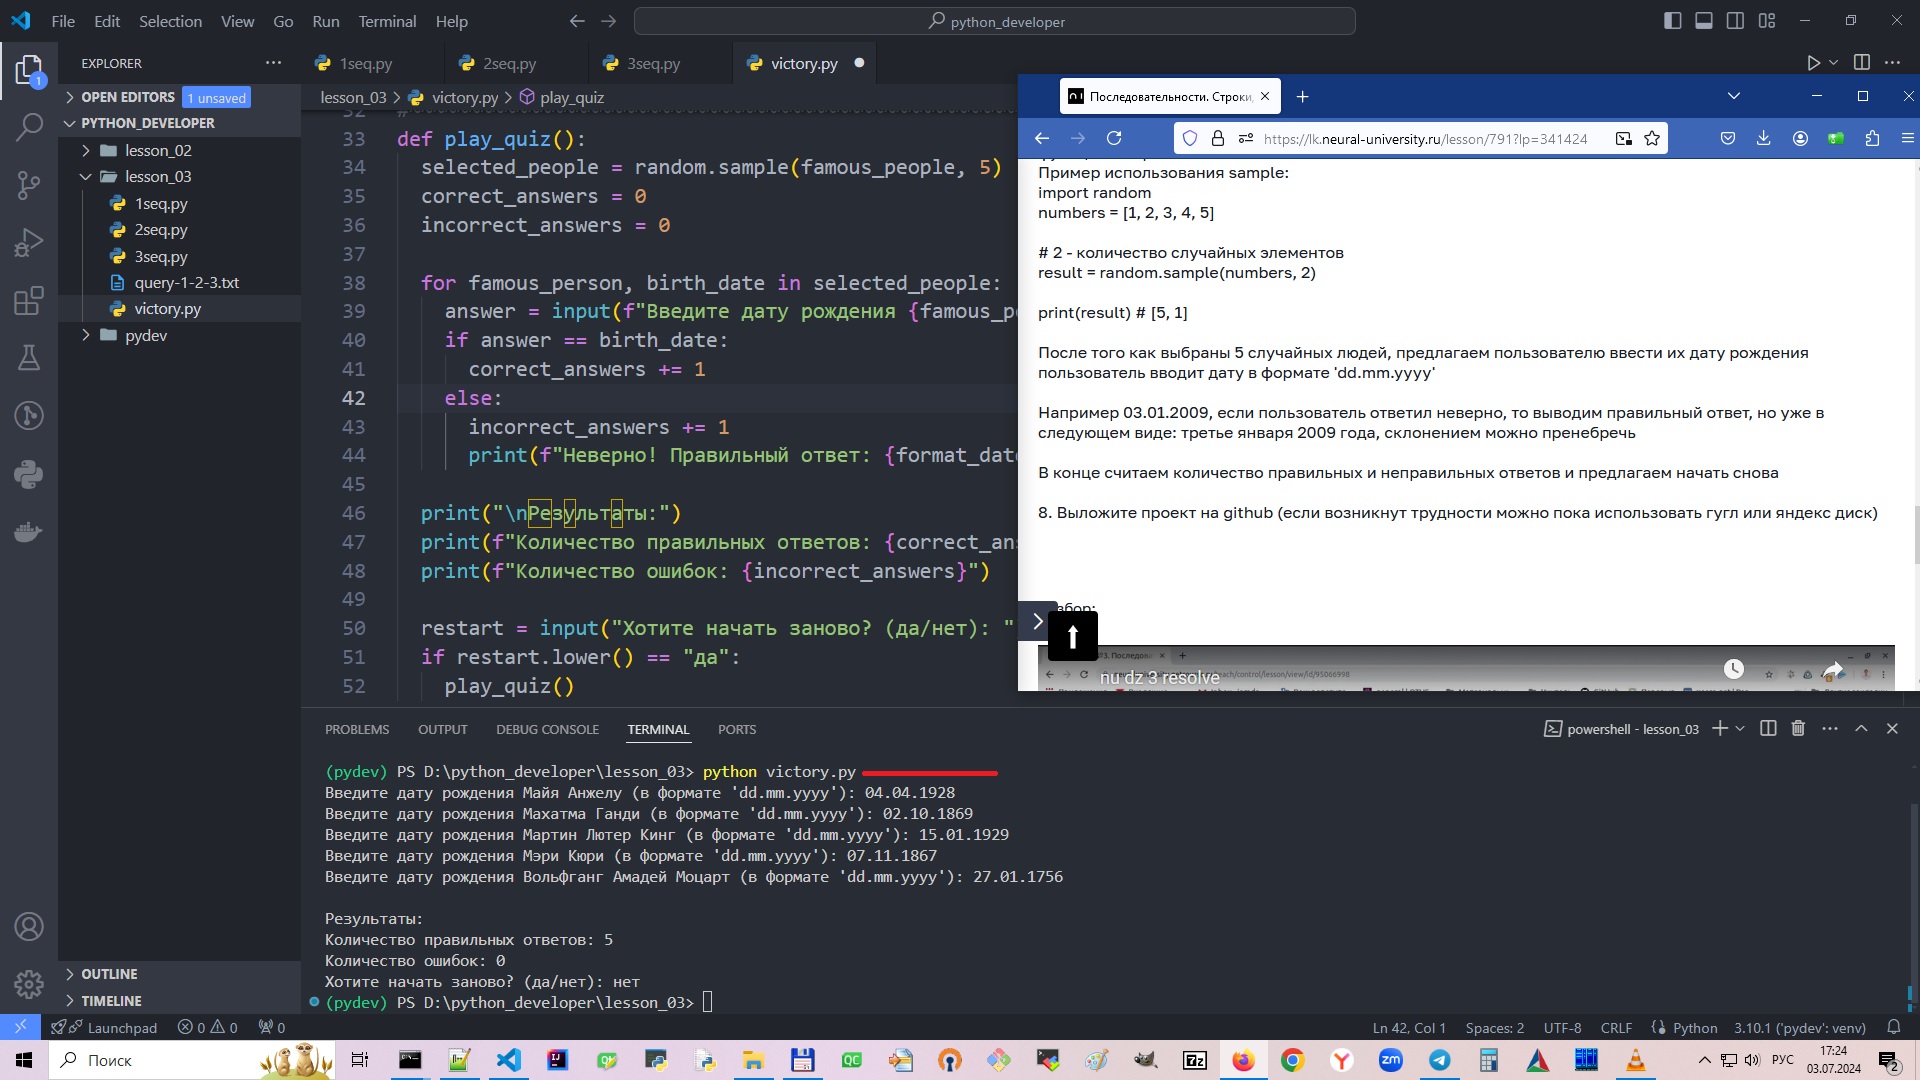 File Edit Selection View Go Run Terminal Help
python_developer
EXPLORER
1seq.py 2seq.py 3seq.py victory.py
OPEN EDITORS 1 unsaved
lesson_03 > victory.py > play_quiz
PYTHON_DEVELOPER
lesson_02
lesson_03
1seq.py
2seq.py
3seq.py
query-1-2-3.txt
victory.py
pydev
OUTLINE
TIMELINE
33 def play_quiz():
34 selected_people = random.sample(famous_people, 5)
35 correct_answers = 0
36 incorrect_answers = 0
37
38 for famous_person, birth_date in selected_people:
39 answer = input(f"Введите дату рождения {famous_p
40 if answer == birth_date:
41 correct_answers += 1
42 else:
43 incorrect_answers += 1
44 print(f"Неверно! Правильный ответ: {format_dat
45
46 print("\nРезультаты:")
47 print(f"Количество правильных ответов: {correct_an
48 print(f"Количество ошибок: {incorrect_answers}")
49
50 restart = input("Хотите начать заново? (да/нет): "
51 if restart.lower() == "да":
52 play_quiz()
Последовательности. Строки,
https://lk.neural-university.ru/lesson/791?lp=341424
Пример использования sample:
import random
numbers = [1, 2, 3, 4, 5]
# 2 - количество случайных элементов
result = random.sample(numbers, 2)
print(result) # [5, 1]
После того как выбраны 5 случайных людей, предлагаем пользователю ввести их дату рождения
пользователь вводит дату в формате 'dd.mm.yyyy'
Например 03.01.2009, если пользователь ответил неверно, то выводим правильный ответ, но уже в
следующем виде: третье января 2009 года, склонением можно пренебречь
В конце считаем количество правильных и неправильных ответов и предлагаем начать снова
8. Выложите проект на github (если возникнут трудности можно пока использовать гугл или яндекс диск)
nu dz 3 resolve
PROBLEMS OUTPUT DEBUG CONSOLE TERMINAL PORTS
powershell - lesson_03
(pydev) PS D:\python_developer\lesson_03> python victory.py
Введите дату рождения Майя Анжелу (в формате 'dd.mm.yyyy'): 04.04.1928
Введите дату рождения Махатма Ганди (в формате 'dd.mm.yyyy'): 02.10.1869
Введите дату рождения Мартин Лютер Кинг (в формате 'dd.mm.yyyy'): 15.01.1929
Введите дату рождения Мэри Кюри (в формате 'dd.mm.yyyy'): 07.11.1867
Введите дату рождения Вольфганг Амадей Моцарт (в формате 'dd.mm.yyyy'): 27.01.1756
Результаты:
Количество правильных ответов: 5
Количество ошибок: 0
Хотите начать заново? (да/нет): нет
(pydev) PS D:\python_developer\lesson_03>
Launchpad 0 0 0
Ln 42, Col 1 Spaces: 2 UTF-8 CRLF Python 3.10.1 ('pydev': venv)
Поиск
РУС
17:24
03.07.2024
2